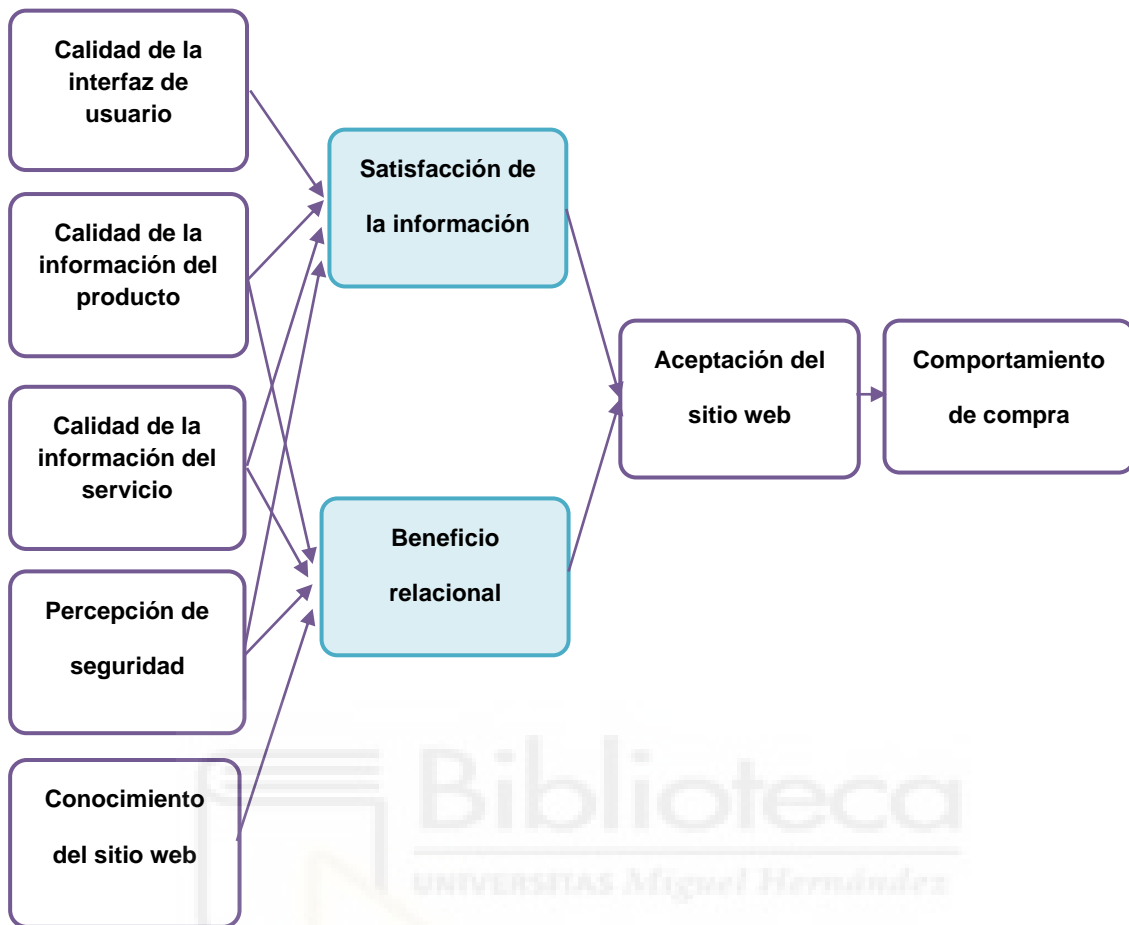 Calidad de la
interfaz de
usuario
Calidad de la
información del
producto
Calidad de la
información del
servicio
Percepción de
seguridad
Conocimiento
del sitio web
Satisfacción de
la información
Beneficio
relacional
Aceptación del
sitio web
Comportamiento
de compra
Biblioteca
UNIVERSITAS Miguel Hernández